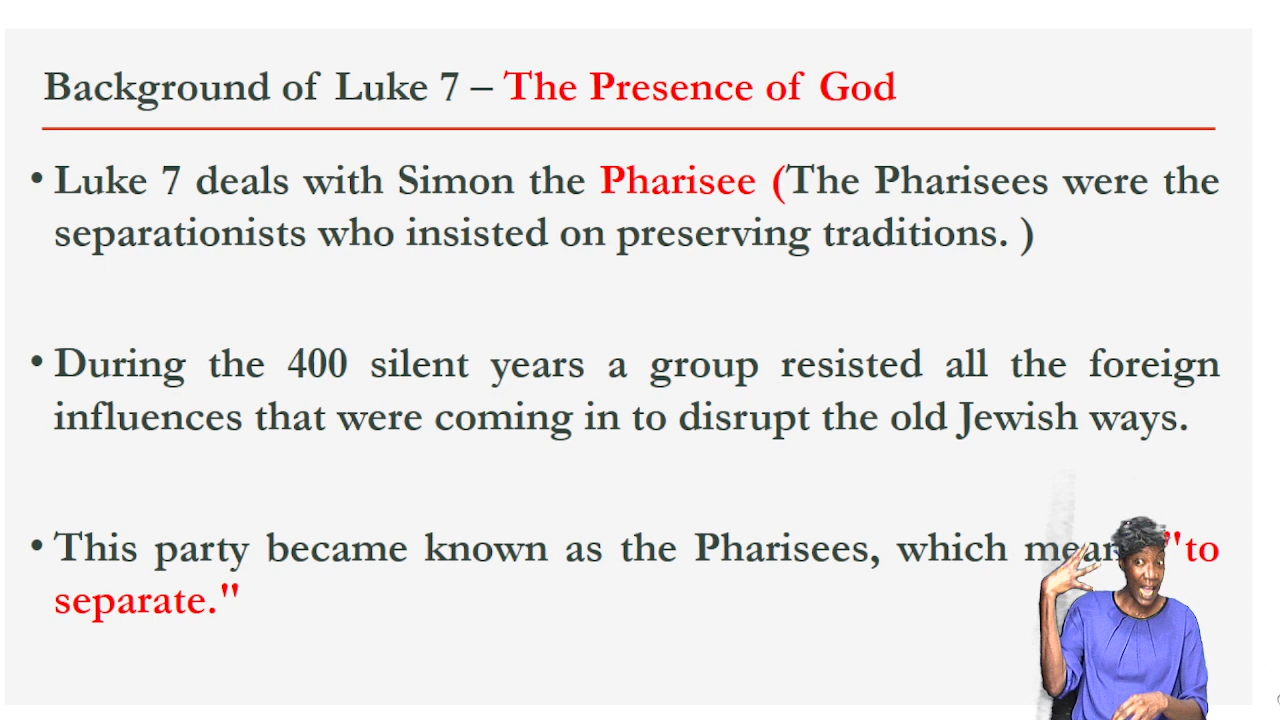 Background of Luke 7 – The Presence of God
• Luke 7 deals with Simon the Pharisee (The Pharisees were the
separationists who insisted on preserving traditions. )
• During the 400 silent years a group resisted all the foreign
influences that were coming in to disrupt the old Jewish ways.
• This party became known as the Pharisees, which "to
separate."